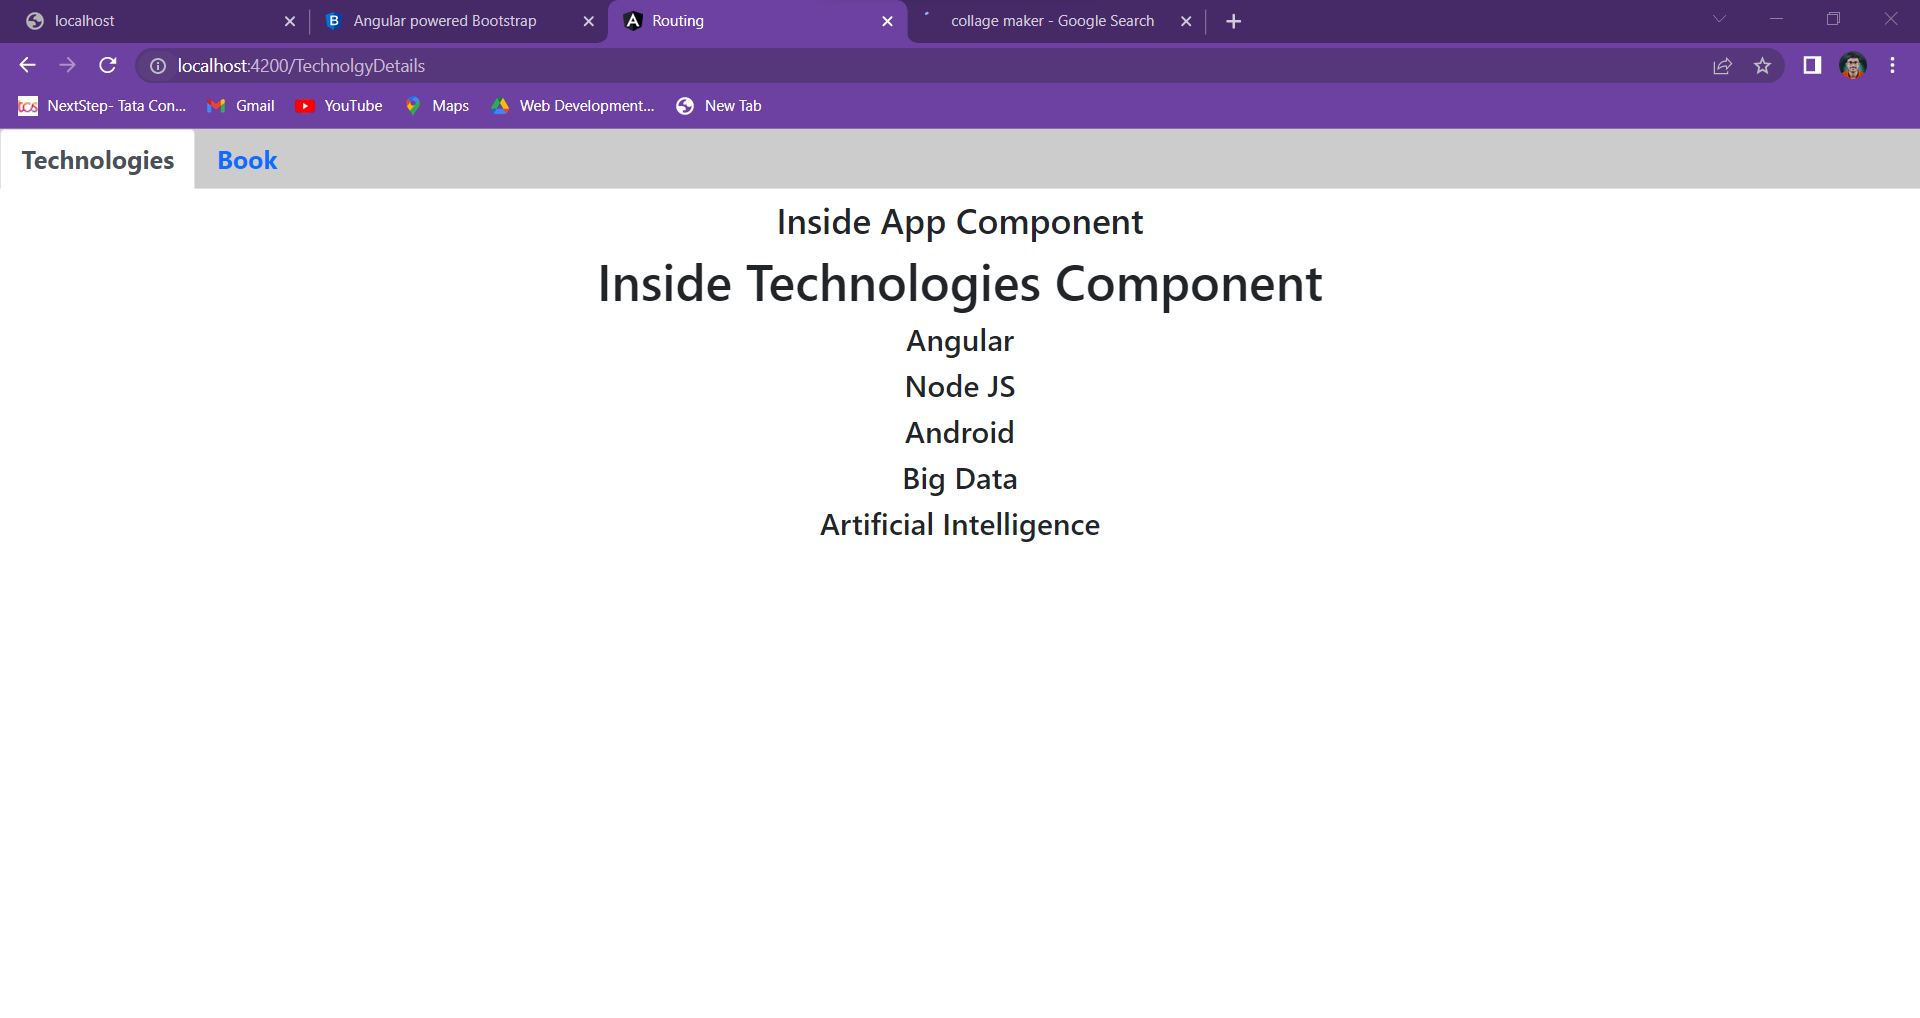 localhost
Angular powered Bootstrap
Routing
collage maker - Google Search
localhost:4200/TechnolgyDetails
tcs NextStep- Tata Con...
Gmail
YouTube
Maps
Web Development...
New Tab
Technologies
Book
Inside App Component
Inside Technologies Component
Angular
Node JS
Android
Big Data
Artificial Intelligence